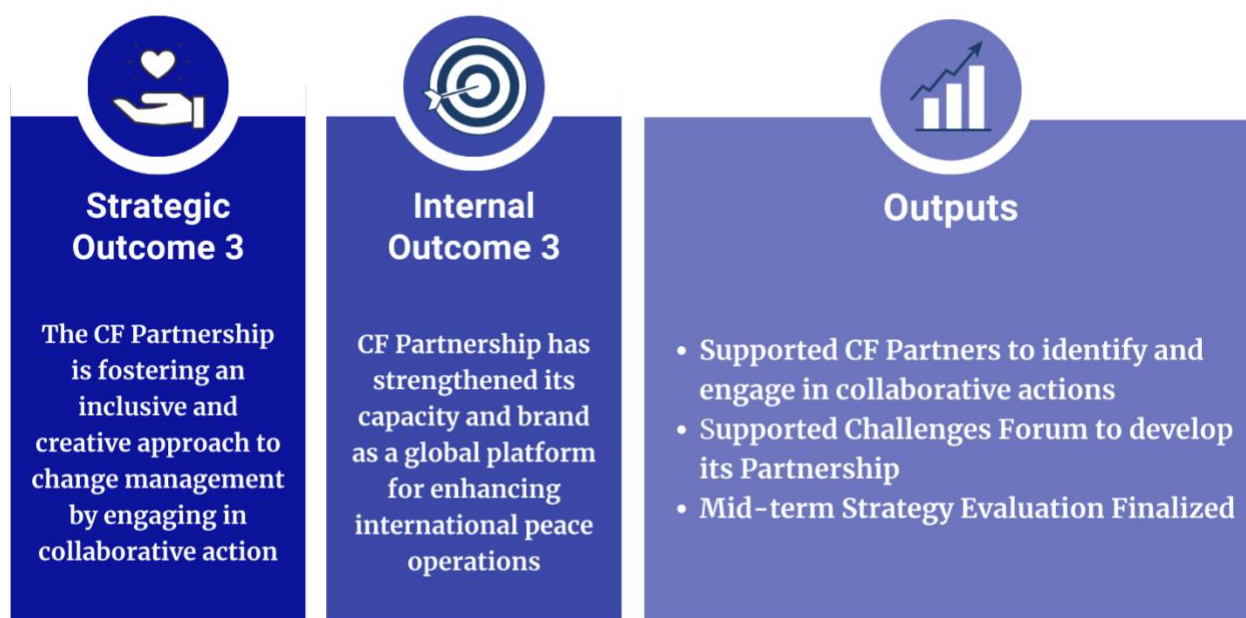 Strategic
Outcome 3
The CF Partnership
is fostering an
inclusive and
creative approach to
change management
by engaging in
collaborative action
Internal
Outcome 3
CF Partnership has
strengthened its
capacity and brand
as a global platform
for enhancing
international peace
operations
Outputs
• Supported CF Partners to identify and
engage in collaborative actions
• Supported Challenges Forum to develop
its Partnership
• Mid-term Strategy Evaluation Finalized